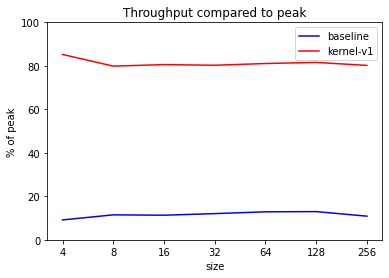 Throughput compared to peak
100
80
60
40
20
0
% of peak
baseline
kernel-v1
4 8 16 32 64 128 256
size